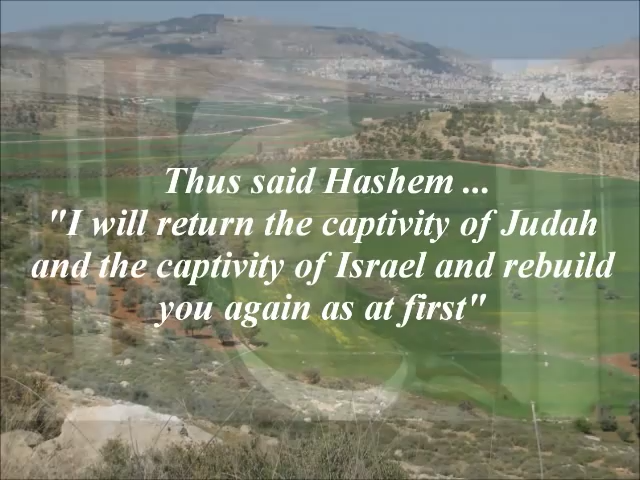 Thus said Hashem ...
"I will return the captivity of Judah
and the captivity of Israel and rebuild
you again as at first"